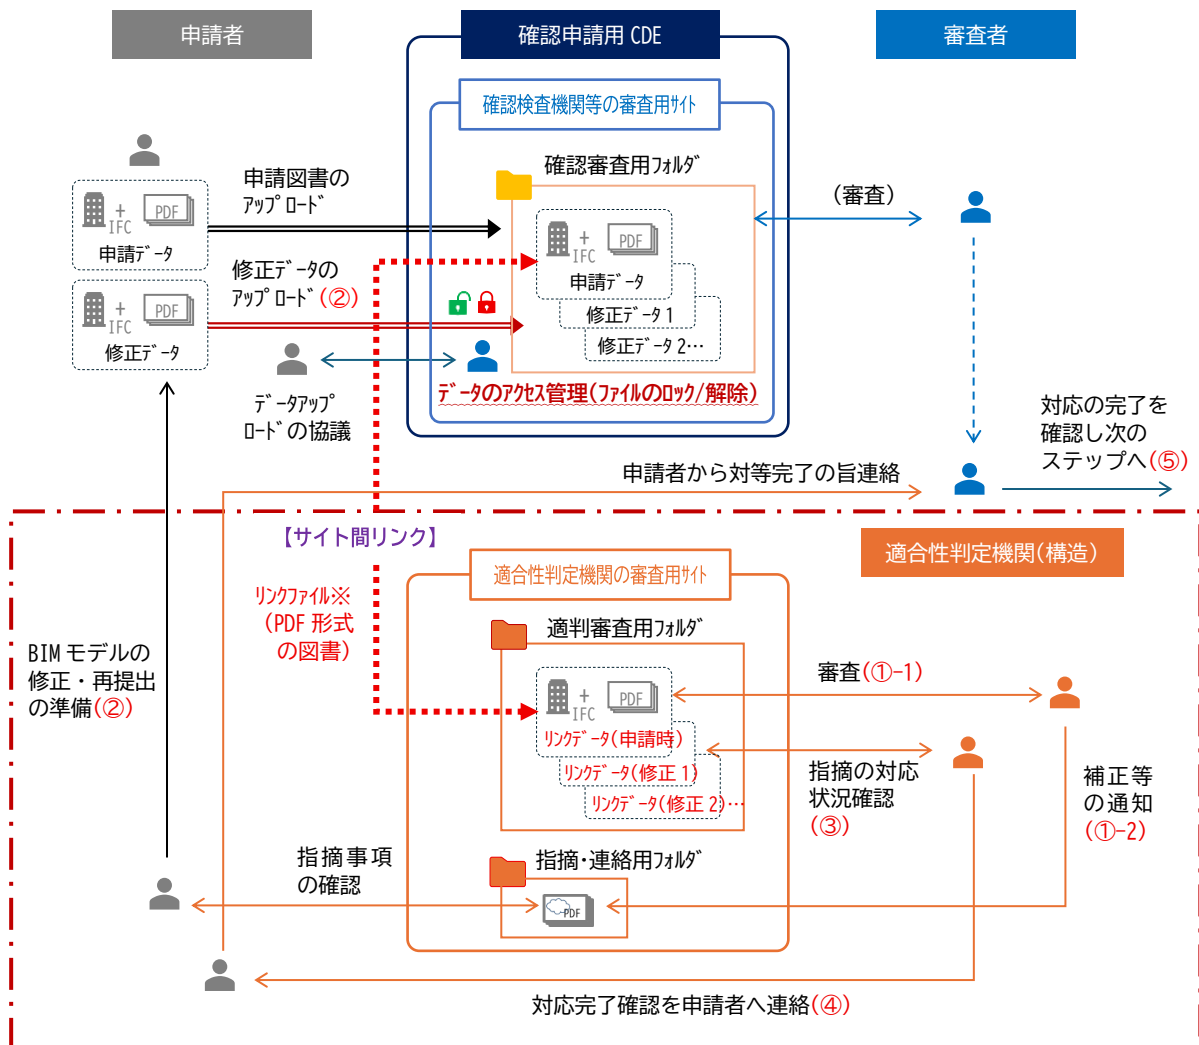 申請者
確認申請用 CDE
審査者
確認検査機関等の審査用サイト
確認審査用フォルダ
申請図書の
アップロード
(審査)
+
IFC
PDF
申請データ
+
IFC
PDF
申請データ
修正データ 1
修正データ 2…
修正データの
アップロード(②)
+
IFC
PDF
修正データ
データのアクセス管理(ファイルのロック/解除)
データアップ
ロードの協議
対応の完了を
確認し次の
ステップへ(⑤)
申請者から対等完了の旨連絡
【サイト間リンク】
適合性判定機関(構造)
適合性判定機関の審査用サイト
リンクファイル※
(PDF 形式
の図書)
適判審査用フォルダ
BIM モデルの
修正・再提出
の準備(②)
審査(①-1)
+
IFC
PDF
リンクデータ(申請時)
リンクデータ(修正 1)
リンクデータ(修正 2)…
指摘の対応
状況確認
(③)
補正等
の通知
(①-2)
指摘事項
の確認
指摘・連絡用フォルダ
PDF
対応完了確認を申請者へ連絡(④)